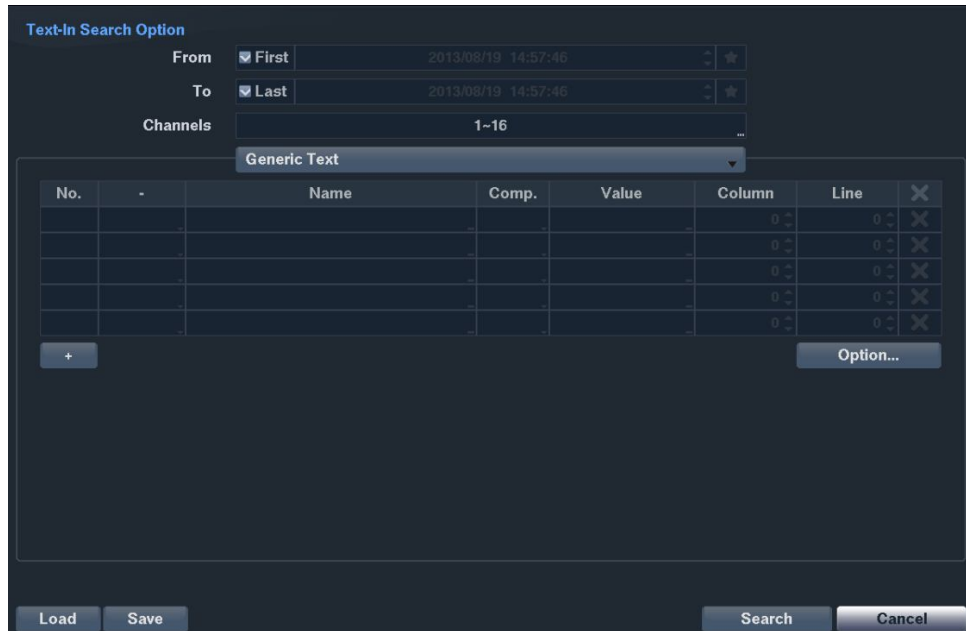 Text-In Search Option
From First 2013/08/19 14:57:46
To Last 2013/08/19 14:57:46
Channels 1~16 ...
Generic Text
No. - Name Comp. Value Column Line
0 0
0 0
0 0
0 0
0 0
+ Option...
Load Save Search Cancel